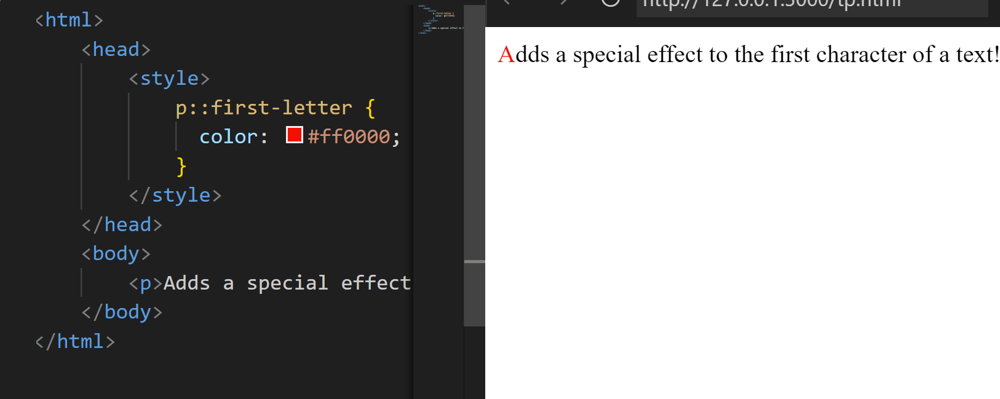 <html>
<head>
<style>
p::first-letter {
color: #ff0000;
}
</style>
</head>
<body>
<p>Adds a special effect
</body>
</html>
http://127.0.0.1:3000/tp.html
Adds a special effect to the first character of a text!